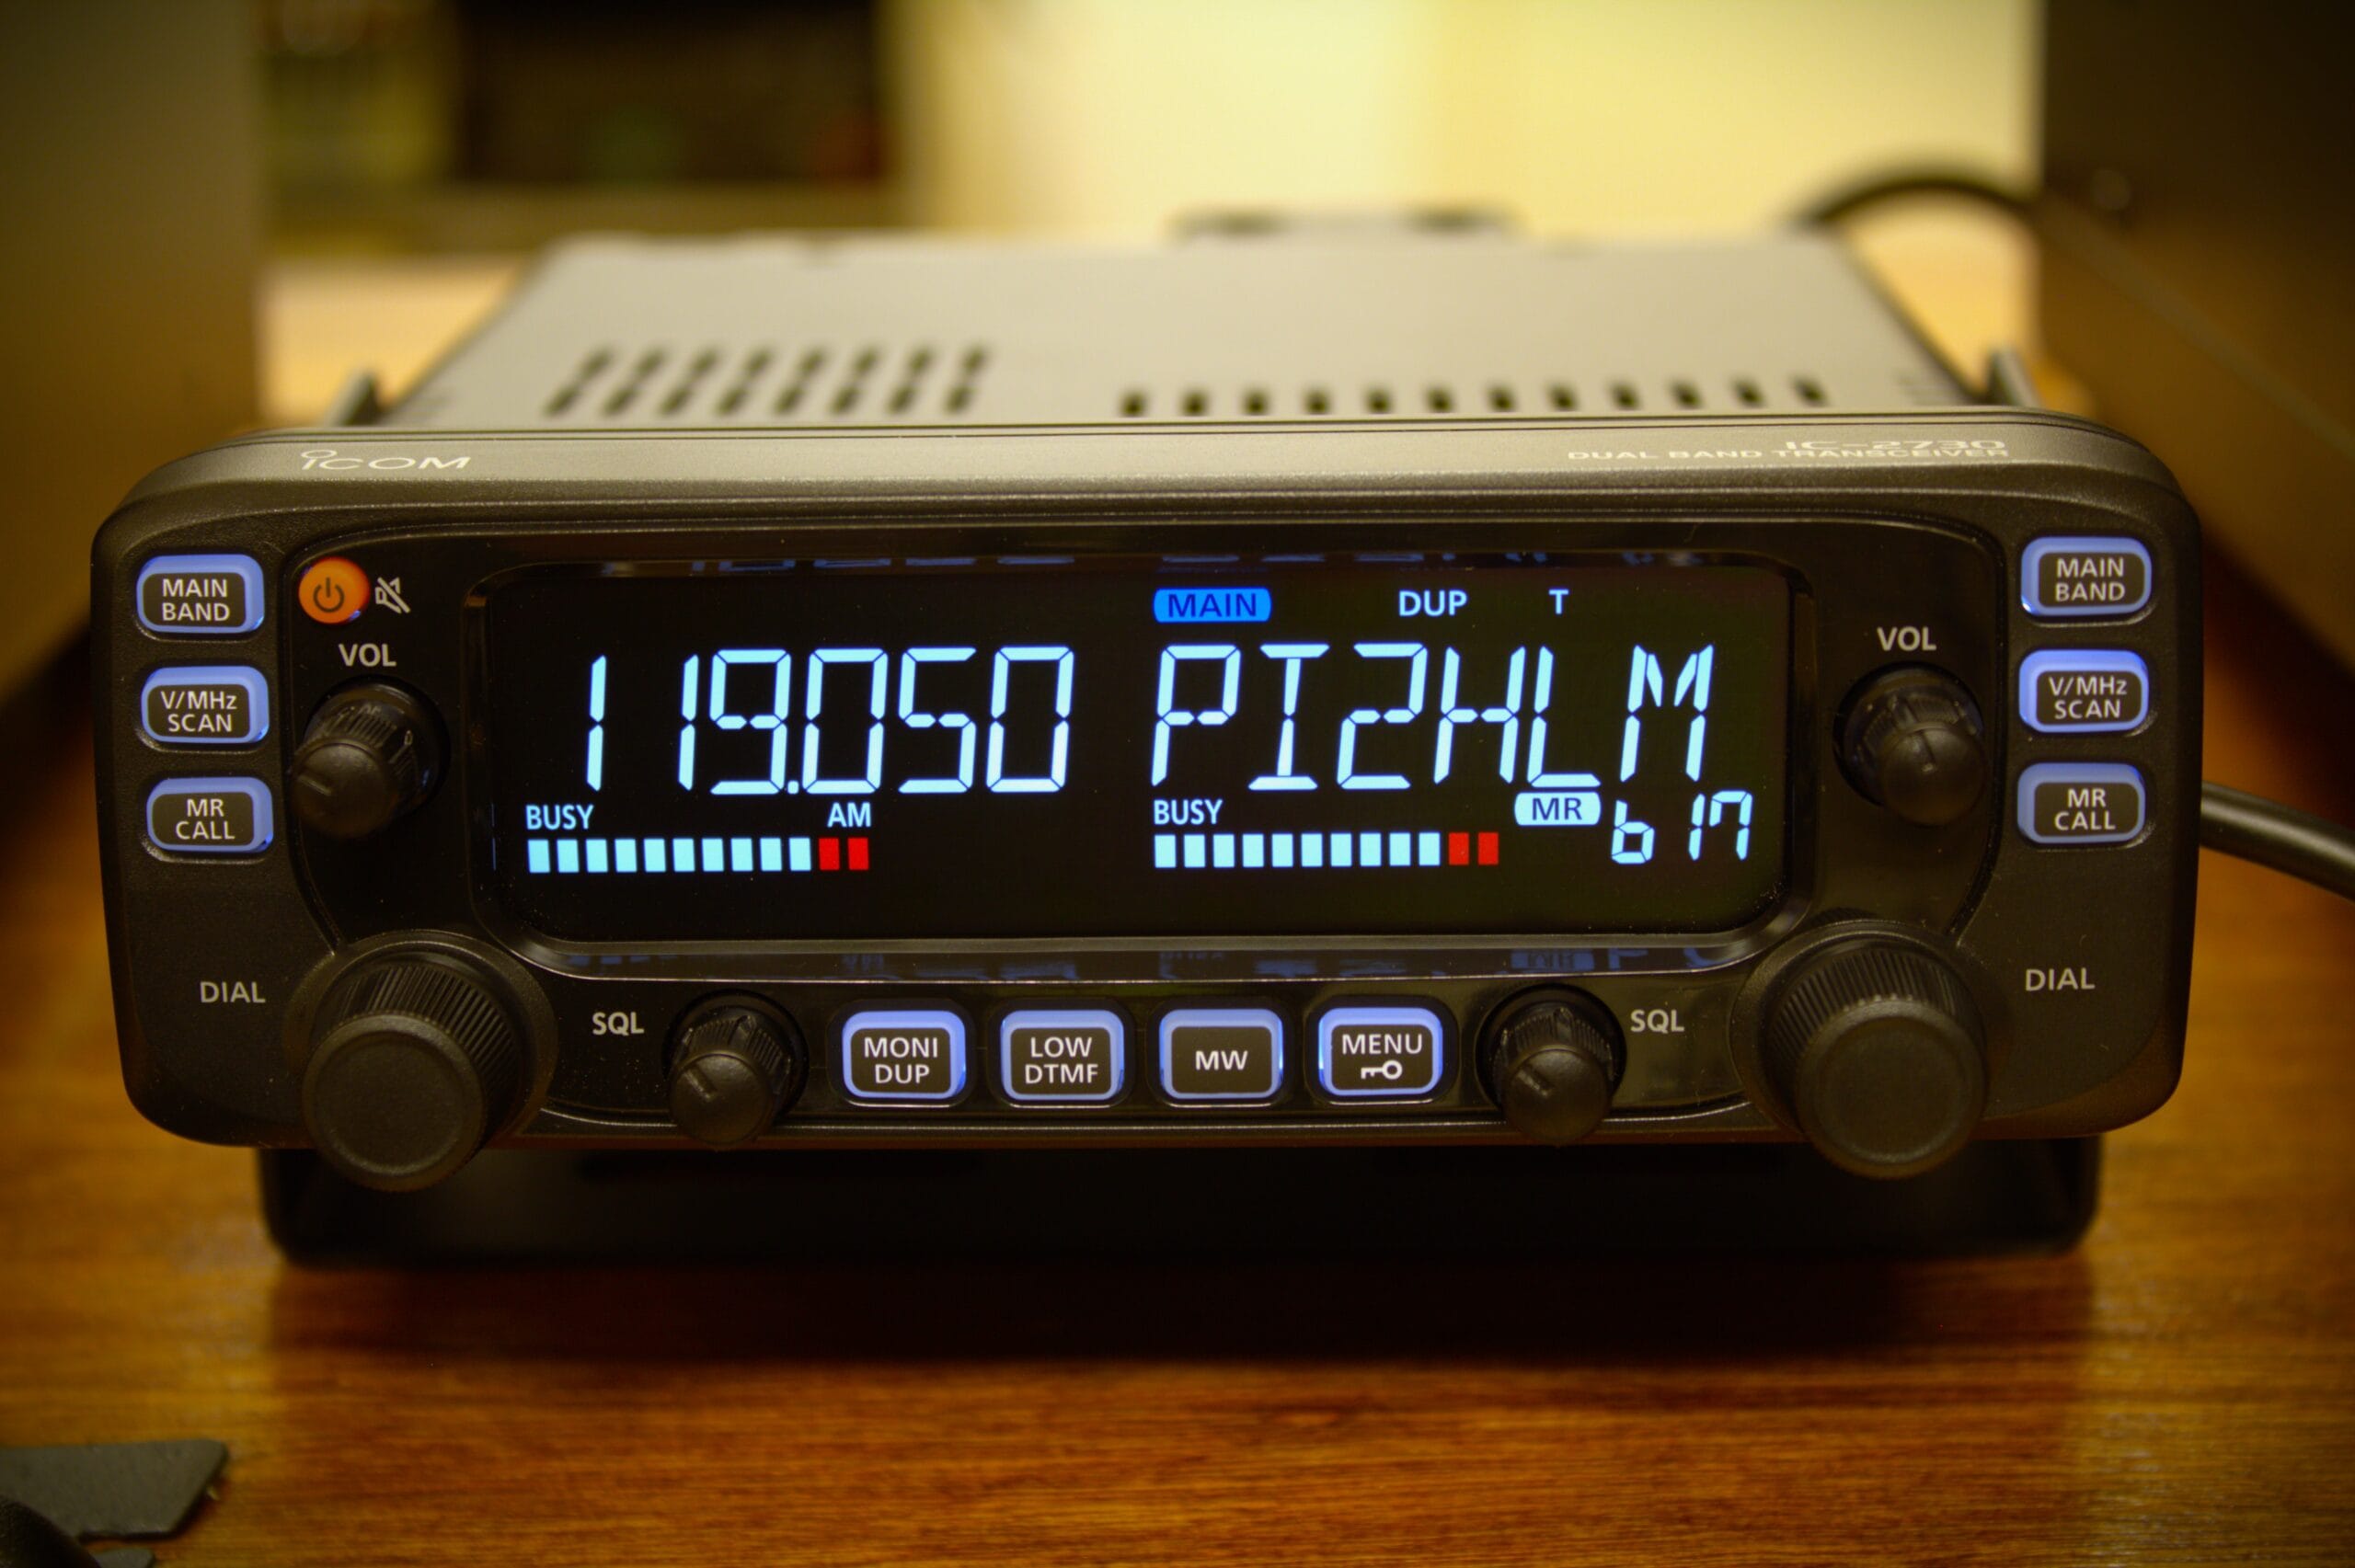 ICOM
IC-2730
DUAL BAND TRANSCEIVER
MAIN
BAND
V/MHz
SCAN
MR
CALL
VOL
DIAL
SQL
MAIN DUP T
119.050 PI2HLM
BUSY AM
BUSY MR b 17
MONI
DUP
LOW
DTMF
MW
MENU
SQL
VOL
DIAL
MAIN
BAND
V/MHz
SCAN
MR
CALL